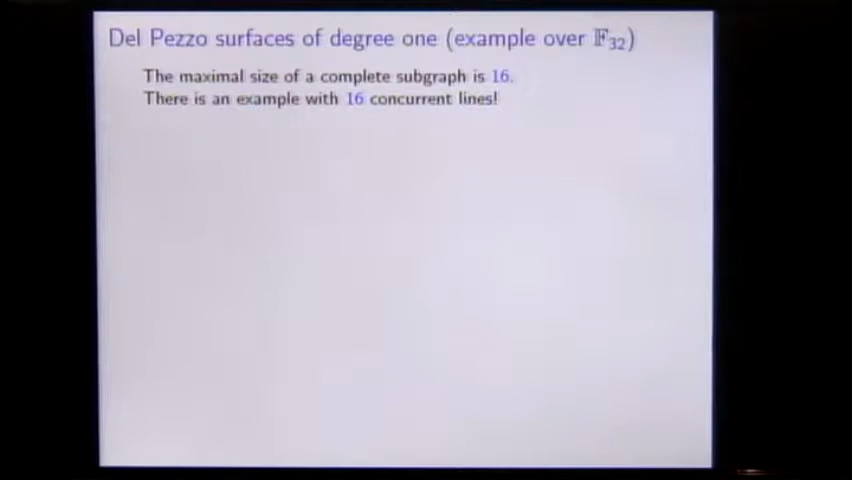 Del Pezzo surfaces of degree one (example over 𝔽₃₂)
The maximal size of a complete subgraph is 16.
There is an example with 16 concurrent lines!